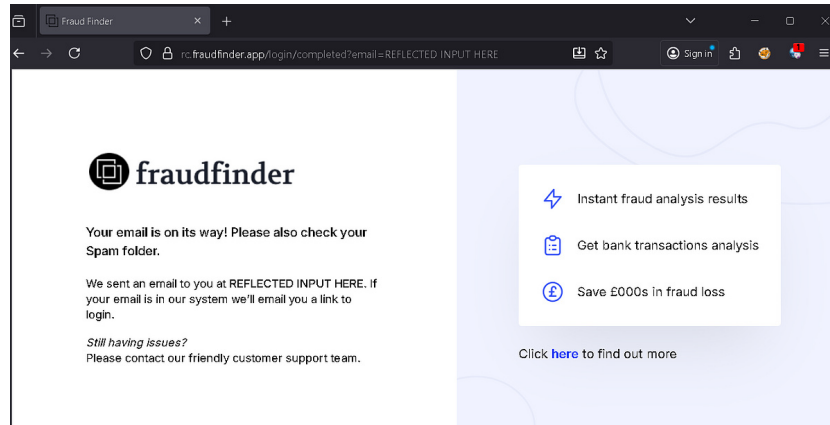 Fraud Finder
rc.fraudfinder.app/login/completed?email=REFLECTED INPUT HERE
Sign in
fraudfinder
Your email is on its way! Please also check your
Spam folder.
We sent an email to you at REFLECTED INPUT HERE. If
your email is in our system we'll email you a link to
login.
Still having issues?
Please contact our friendly customer support team.
Instant fraud analysis results
Get bank transactions analysis
Save £000s in fraud loss
Click here to find out more